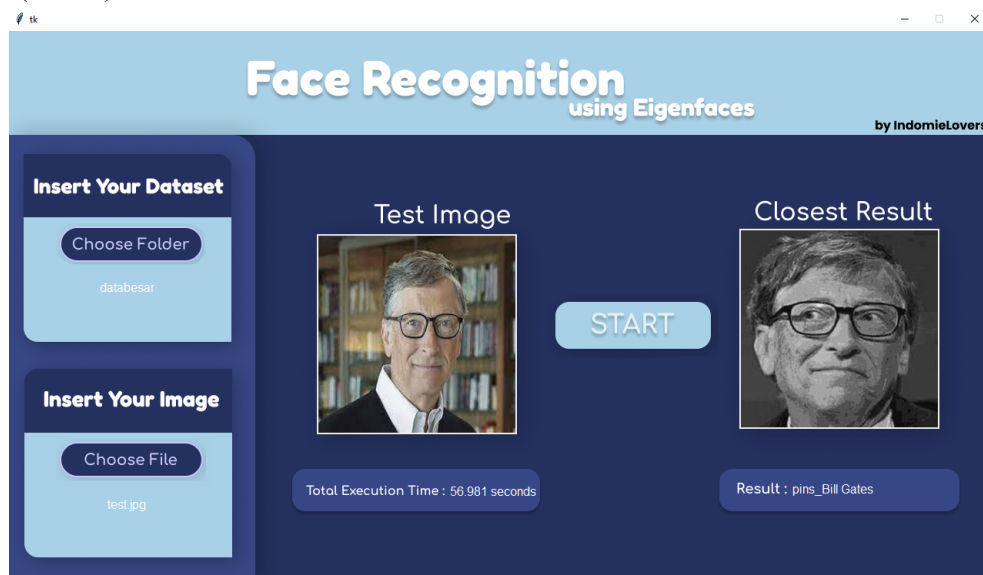 tk
Face Recognition
using Eigenfaces
by IndomieLovers
Insert Your Dataset
Choose Folder
databesar
Insert Your Image
Choose File
test.jpg
Test Image
START
Closest Result
Total Execution Time : 56.981 seconds
Result : pins_Bill Gates